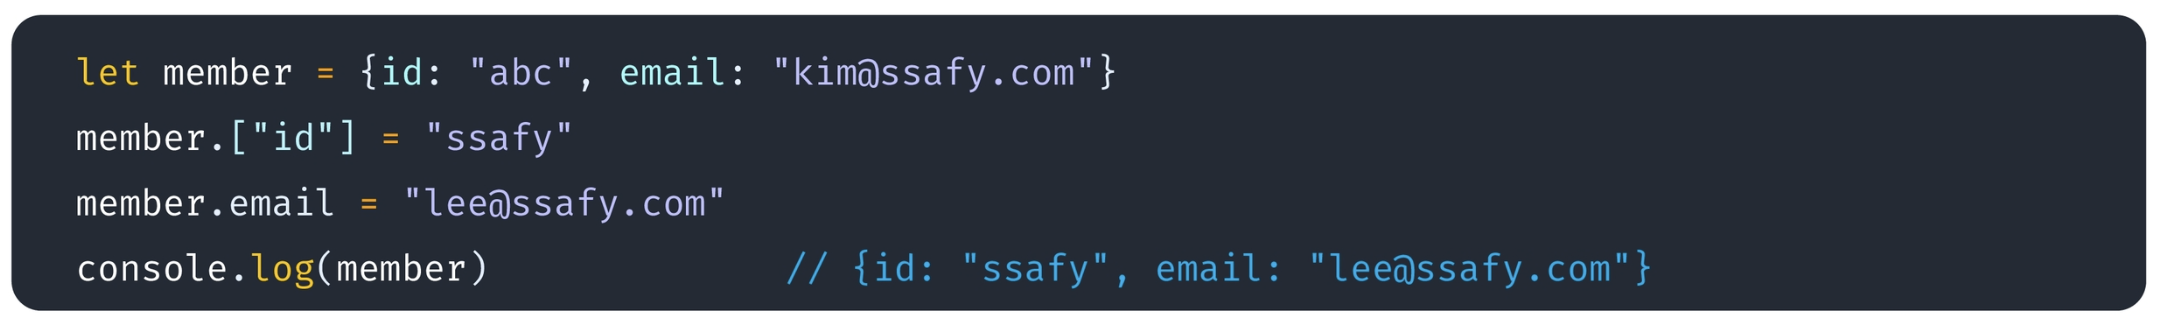 let member = {id: "abc", email: "kim@ssafy.com"}
member.["id"] = "ssafy"
member.email = "lee@ssafy.com"
console.log(member) // {id: "ssafy", email: "lee@ssafy.com"}